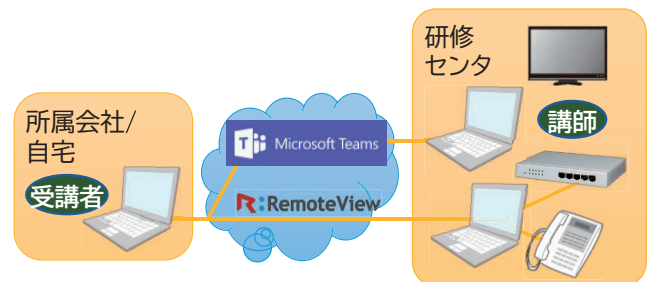 研修
センタ
講師
所属会社/
自宅
受講者
Microsoft Teams
RemoteView